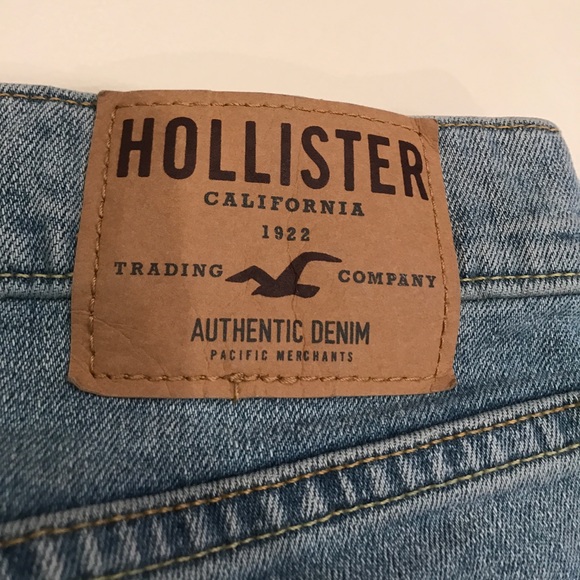 HOLLISTER
CALIFORNIA
1922
TRADING COMPANY
AUTHENTIC DENIM
PACIFIC MERCHANTS